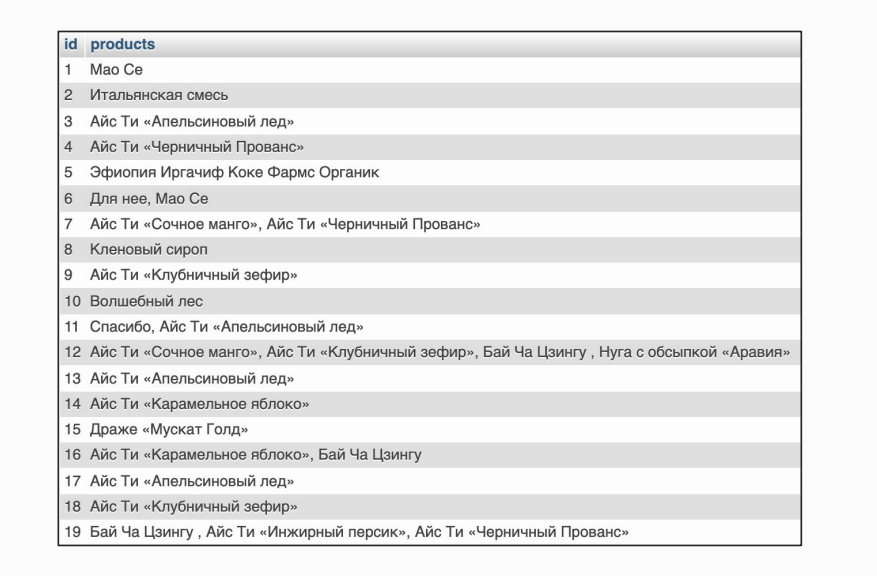 id products
1 Мао Се
2 Итальянская смесь
3 Айс Ти «Апельсиновый лед»
4 Айс Ти «Черничный Прованс»
5 Эфиопия Иргачиф Коке Фармс Органик
6 Для нее, Мао Се
7 Айс Ти «Сочное манго», Айс Ти «Черничный Прованс»
8 Кленовый сироп
9 Айс Ти «Клубничный зефир»
10 Волшебный лес
11 Спасибо, Айс Ти «Апельсиновый лед»
12 Айс Ти «Сочное манго», Айс Ти «Клубничный зефир», Бай Ча Цзингу , Нуга с обсыпкой «Аравия»
13 Айс Ти «Апельсиновый лед»
14 Айс Ти «Карамельное яблоко»
15 Драже «Мускат Голд»
16 Айс Ти «Карамельное яблоко», Бай Ча Цзингу
17 Айс Ти «Апельсиновый лед»
18 Айс Ти «Клубничный зефир»
19 Бай Ча Цзингу , Айс Ти «Инжирный персик», Айс Ти «Черничный Прованс»